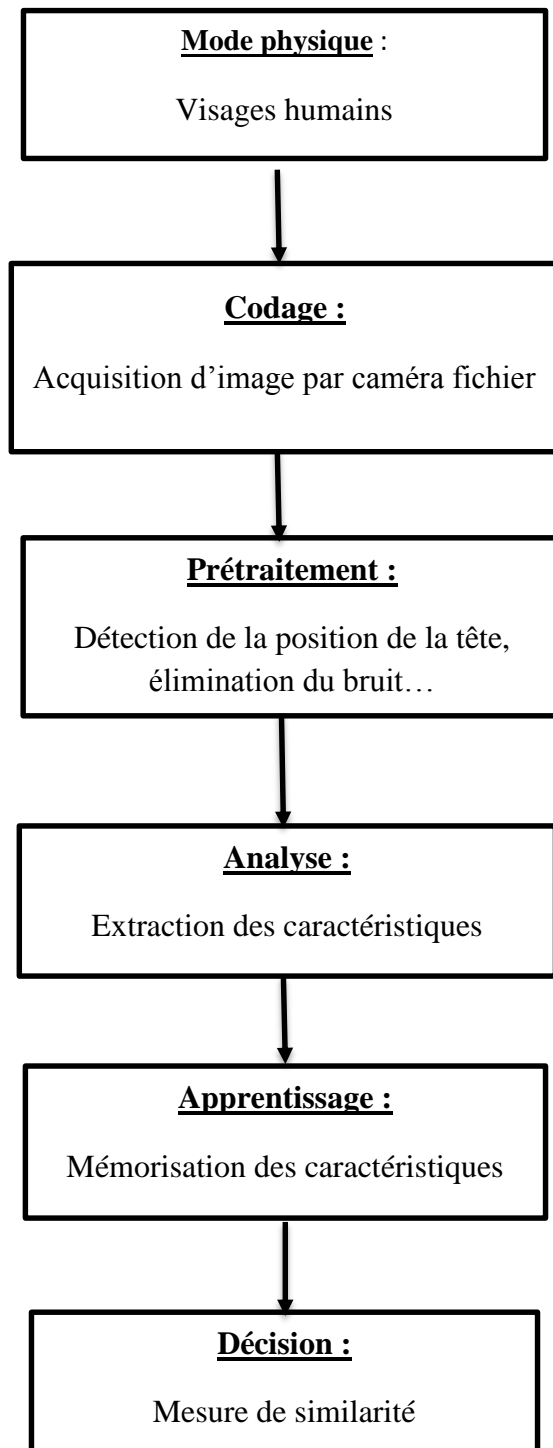 Mode physique :
Visages humains
Codage :
Acquisition d’image par caméra fichier
Prétraitement :
Détection de la position de la tête,
élimination du bruit…
Analyse :
Extraction des caractéristiques
Apprentissage :
Mémorisation des caractéristiques
Décision :
Mesure de similarité